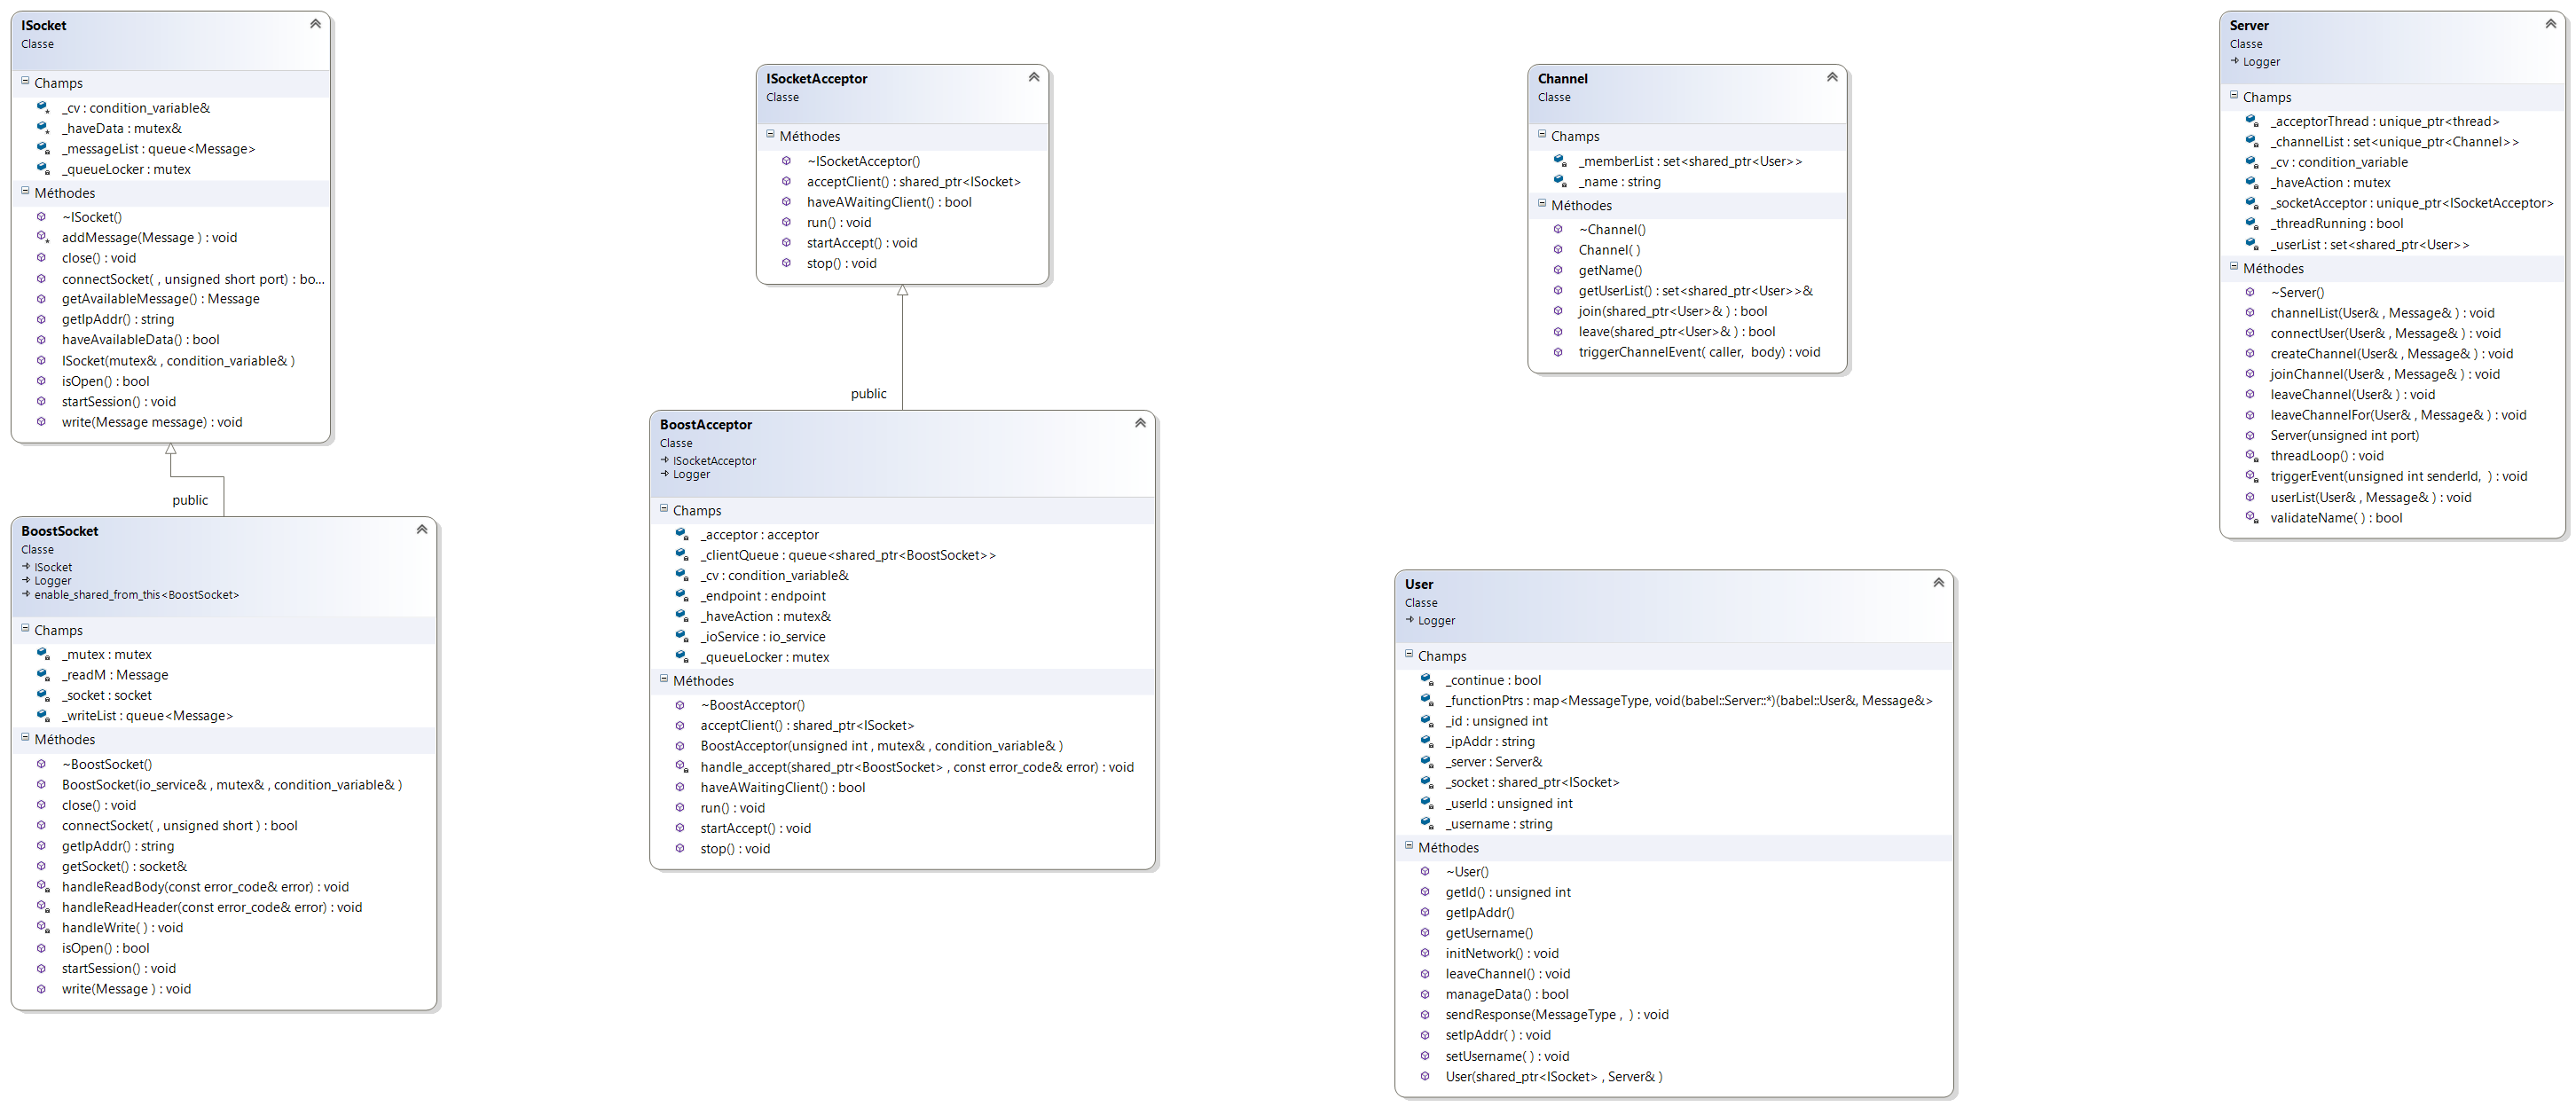 ISocket
Classe
Champs
_cv : condition_variable&
_haveData : mutex&
_messageList : queue<Message>
_queueLocker : mutex
Méthodes
~ISocket()
addMessage(Message ) : void
close() : void
connectSocket( , unsigned short port) : bo...
getAvailableMessage() : Message
getIpAddr() : string
haveAvailableData() : bool
ISocket(mutex& , condition_variable& )
isOpen() : bool
startSession() : void
write(Message message) : void
public
BoostSocket
Classe
ISocket
Logger
enable_shared_from_this<BoostSocket>
Champs
_mutex : mutex
_readM : Message
_socket : socket
_writeList : queue<Message>
Méthodes
~BoostSocket()
BoostSocket(io_service& , mutex& , condition_variable& )
close() : void
connectSocket( , unsigned short ) : bool
getIpAddr() : string
getSocket() : socket&
handleReadBody(const error_code& error) : void
handleReadHeader(const error_code& error) : void
handleWrite( ) : void
isOpen() : bool
startSession() : void
write(Message ) : void
ISocketAcceptor
Classe
Méthodes
~ISocketAcceptor()
acceptClient() : shared_ptr<ISocket>
haveAWaitingClient() : bool
run() : void
startAccept() : void
stop() : void
public
BoostAcceptor
Classe
ISocketAcceptor
Logger
Champs
_acceptor : acceptor
_clientQueue : queue<shared_ptr<BoostSocket>>
_cv : condition_variable&
_endpoint : endpoint
_haveAction : mutex&
_ioService : io_service
_queueLocker : mutex
Méthodes
~BoostAcceptor()
acceptClient() : shared_ptr<ISocket>
BoostAcceptor(unsigned int , mutex& , condition_variable& )
handle_accept(shared_ptr<BoostSocket> , const error_code& error) : void
haveAWaitingClient() : bool
run() : void
startAccept() : void
stop() : void
Channel
Classe
Champs
_memberList : set<shared_ptr<User>>
_name : string
Méthodes
~Channel()
Channel( )
getName()
getUserList() : set<shared_ptr<User>>&
join(shared_ptr<User>& ) : bool
leave(shared_ptr<User>& ) : bool
triggerChannelEvent( caller,  body) : void
User
Classe
Logger
Champs
_continue : bool
_functionPtrs : map<MessageType, void(babel::Server::*)(babel::User&, Message&>
_id : unsigned int
_ipAddr : string
_server : Server&
_socket : shared_ptr<ISocket>
_userId : unsigned int
_username : string
Méthodes
~User()
getId() : unsigned int
getIpAddr()
getUsername()
initNetwork() : void
leaveChannel() : void
manageData() : bool
sendResponse(MessageType ,  ) : void
setIpAddr( ) : void
setUsername( ) : void
User(shared_ptr<ISocket> , Server& )
Server
Classe
Logger
Champs
_acceptorThread : unique_ptr<thread>
_channelList : set<unique_ptr<Channel>>
_cv : condition_variable
_haveAction : mutex
_socketAcceptor : unique_ptr<ISocketAcceptor>
_threadRunning : bool
_userList : set<shared_ptr<User>>
Méthodes
~Server()
channelList(User& , Message& ) : void
connectUser(User& , Message& ) : void
createChannel(User& , Message& ) : void
joinChannel(User& , Message& ) : void
leaveChannel(User& ) : void
leaveChannelFor(User& , Message& ) : void
Server(unsigned int port)
threadLoop() : void
triggerEvent(unsigned int senderId,  ) : void
userList(User& , Message& ) : void
validateName( ) : bool